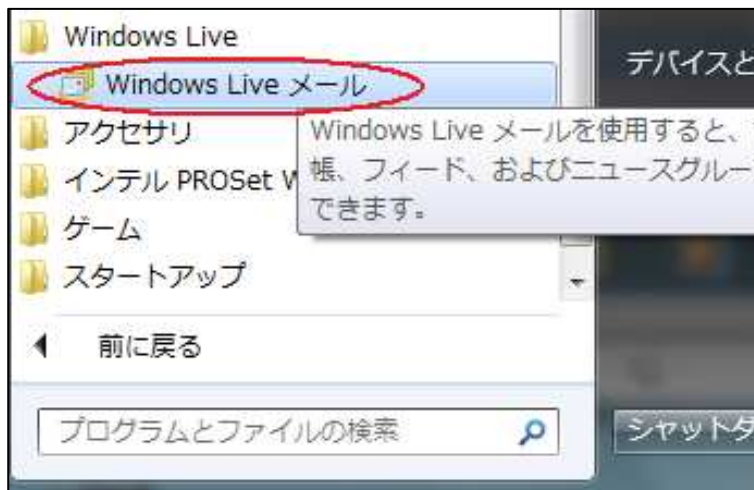 Windows Live
Windows Live メール
デバイスと
アクセサリ
Windows Live メールを使用すると、
インテル PROSet W
帳、フィード、およびニュースグルー
できます。
ゲーム
スタートアップ
前に戻る
プログラムとファイルの検索
シャットダ